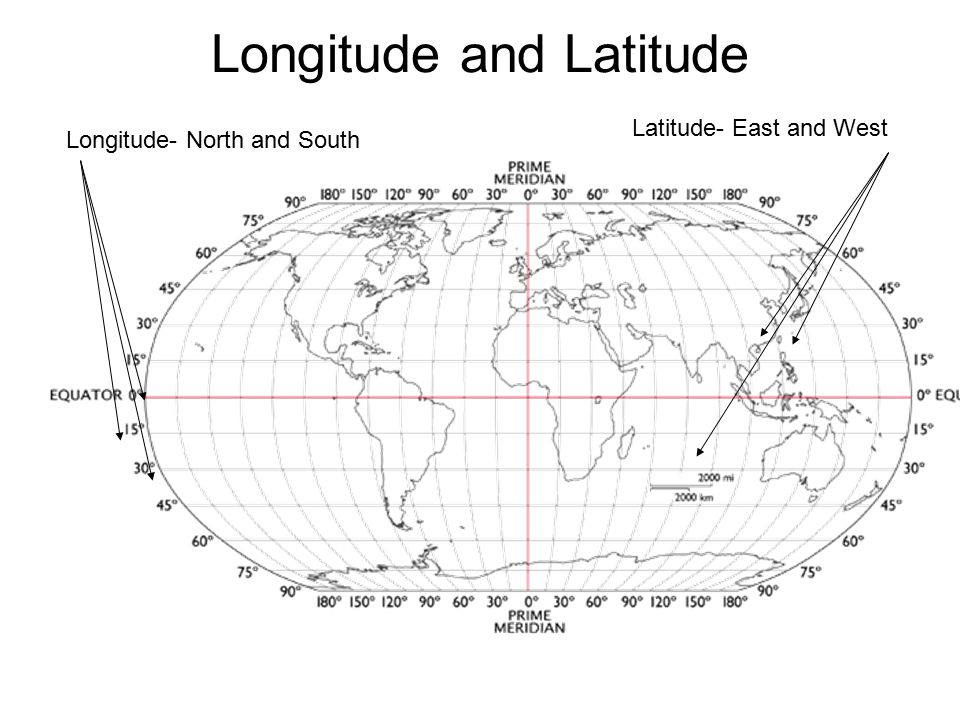 Longitude and Latitude
Latitude- East and West
Longitude- North and South
PRIME
MERIDIAN
90° 180° 150° 120° 90° 60° 30° 0° 30° 60° 90° 120° 150° 180° 90°
75° 75°
60° 60°
45° 45°
30° 30°
15° 15°
EQUATOR 0° 0° EQU
15° 15°
30° 30°
2000 mi
2000 km
45° 45°
60° 60°
75° 75°
90° 180° 150° 120° 90° 60° 30° 0° 30° 60° 90° 120° 150° 180° 90°
PRIME
MERIDIAN